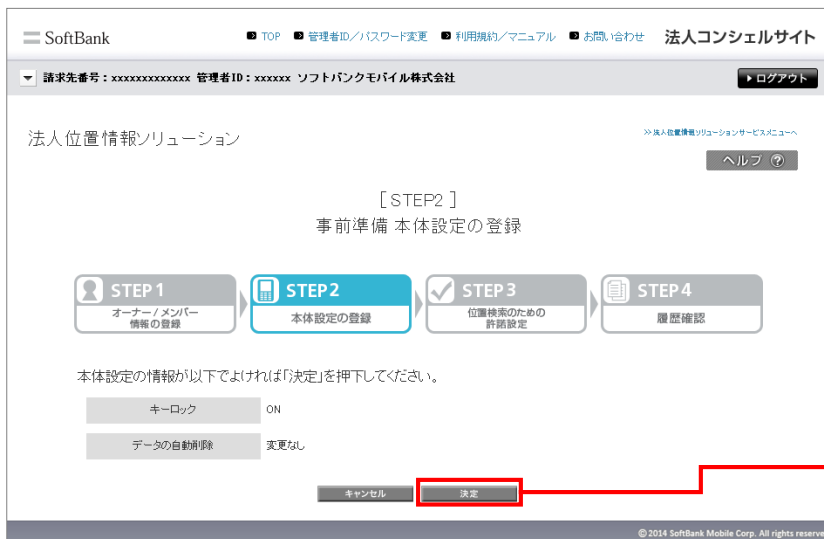 SoftBank
TOP 管理者ID／パスワード変更 利用規約／マニュアル お問い合わせ 法人コンシェルサイト
請求先番号：xxxxxxxxxxxxx 管理者ID：xxxxxx ソフトバンクモバイル株式会社
ログアウト
法人位置情報ソリューション
>>法人位置情報ソリューションサービスメニューへ
ヘルプ ?
［STEP2］
事前準備 本体設定の登録
STEP1
オーナー／メンバー
情報の登録
STEP2
本体設定の登録
STEP3
位置検索のための
許諾設定
STEP4
履歴確認
本体設定の情報が以下でよければ「決定」を押下してください。
キーロック ON
データの自動削除 変更なし
キャンセル 決定
© 2014 SoftBank Mobile Corp. All rights reserve